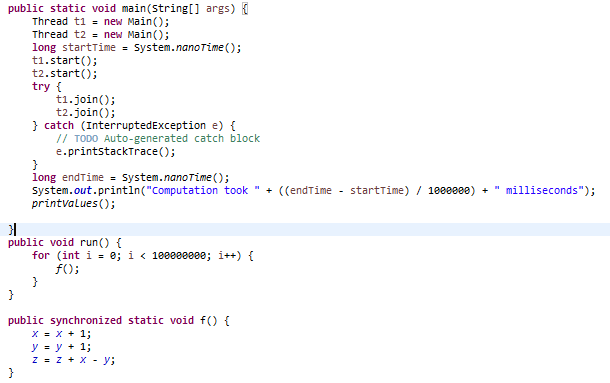 public static void main(String[] args) {
    Thread t1 = new Main();
    Thread t2 = new Main();
    long startTime = System.nanoTime();
    t1.start();
    t2.start();
    try {
        t1.join();
        t2.join();
    } catch (InterruptedException e) {
        // TODO Auto-generated catch block
        e.printStackTrace();
    }
    long endTime = System.nanoTime();
    System.out.println("Computation took " + ((endTime - startTime) / 1000000) + " milliseconds");
    printValues();

}
public void run() {
    for (int i = 0; i < 100000000; i++) {
        f();
    }
}

public synchronized static void f() {
    x = x + 1;
    y = y + 1;
    z = z + x - y;
}